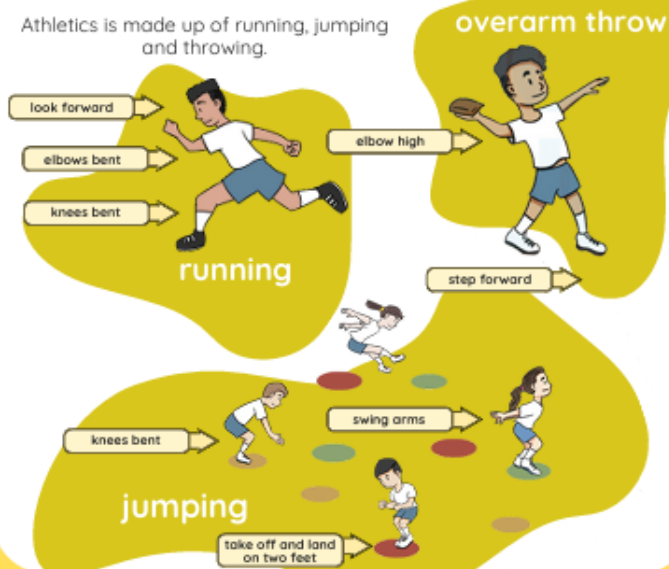 Athletics is made up of running, jumping
and throwing.
overarm throw
look forward
elbows bent
knees bent
running
elbow high
step forward
knees bent
swing arms
jumping
take off and land
on two feet